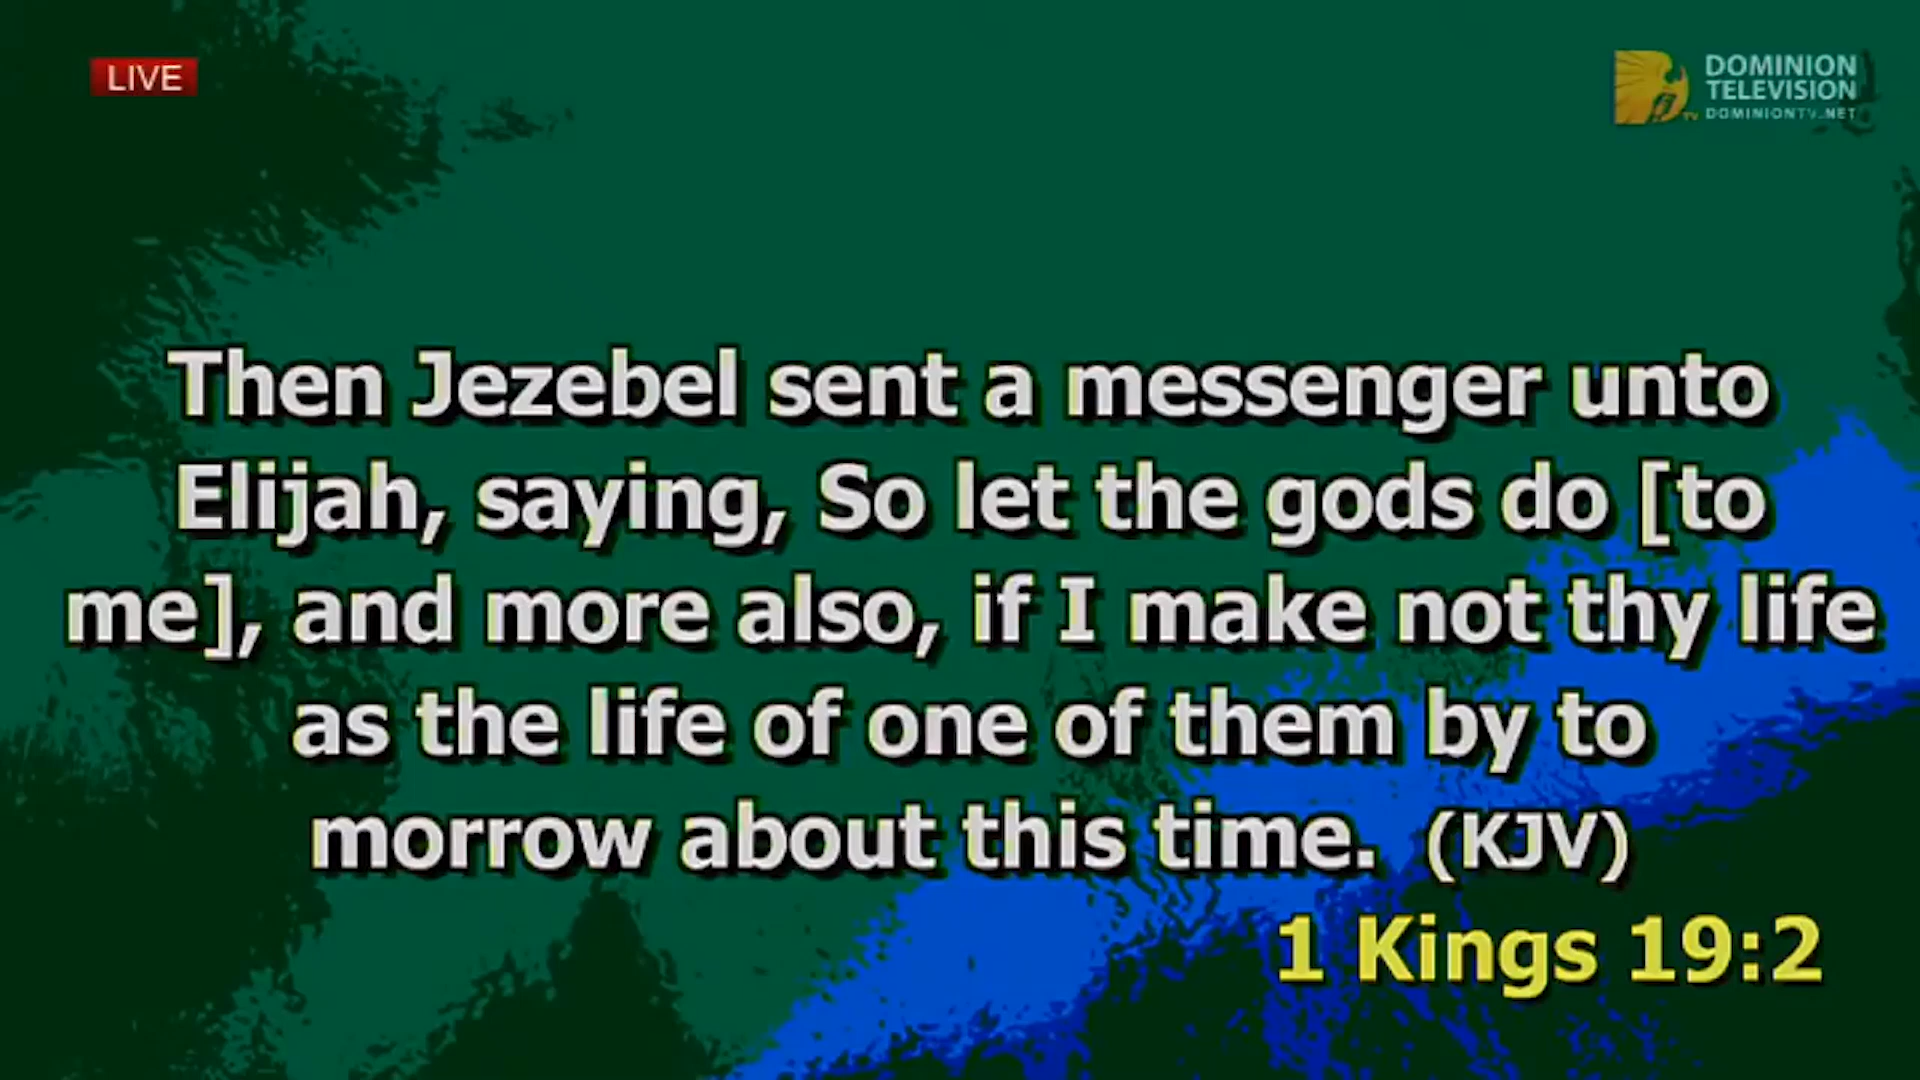 LIVE
DOMINION
TELEVISION
DOMINIONTV.NET
TV
Then Jezebel sent a messenger unto
Elijah, saying, So let the gods do [to
me], and more also, if I make not thy life
as the life of one of them by to
morrow about this time. (KJV)
1 Kings 19:2